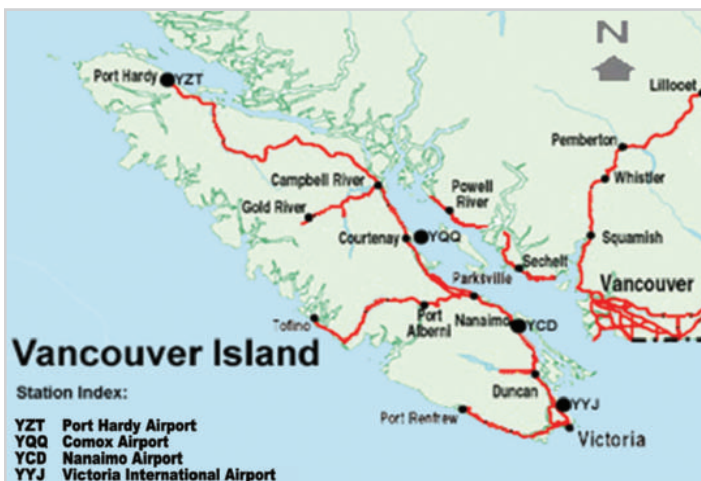 N
Port Hardy
YZT
Lillocet
Pemberton
Whistler
Campbell River
Powell
River
Gold River
Courtenay
YQQ
Squamish
Sechelt
Vancouver
Parksville
Tofino
Port
Alberni
Nanaimo
YCD
Vancouver Island
Duncan
Station Index:
Port Renfrew
YYJ
Victoria
YZT Port Hardy Airport
YQQ Comox Airport
YCD Nanaimo Airport
YYJ Victoria International Airport